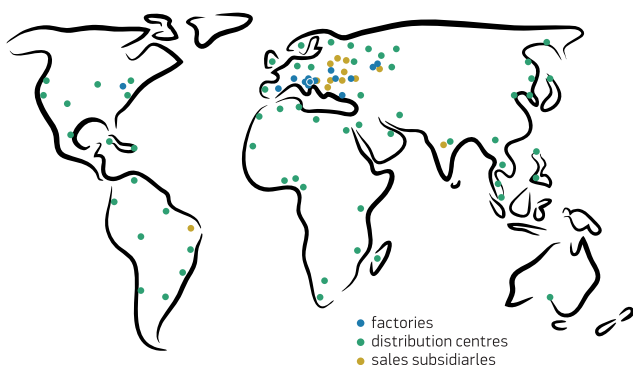 factories
distribution centres
sales subsidiarles